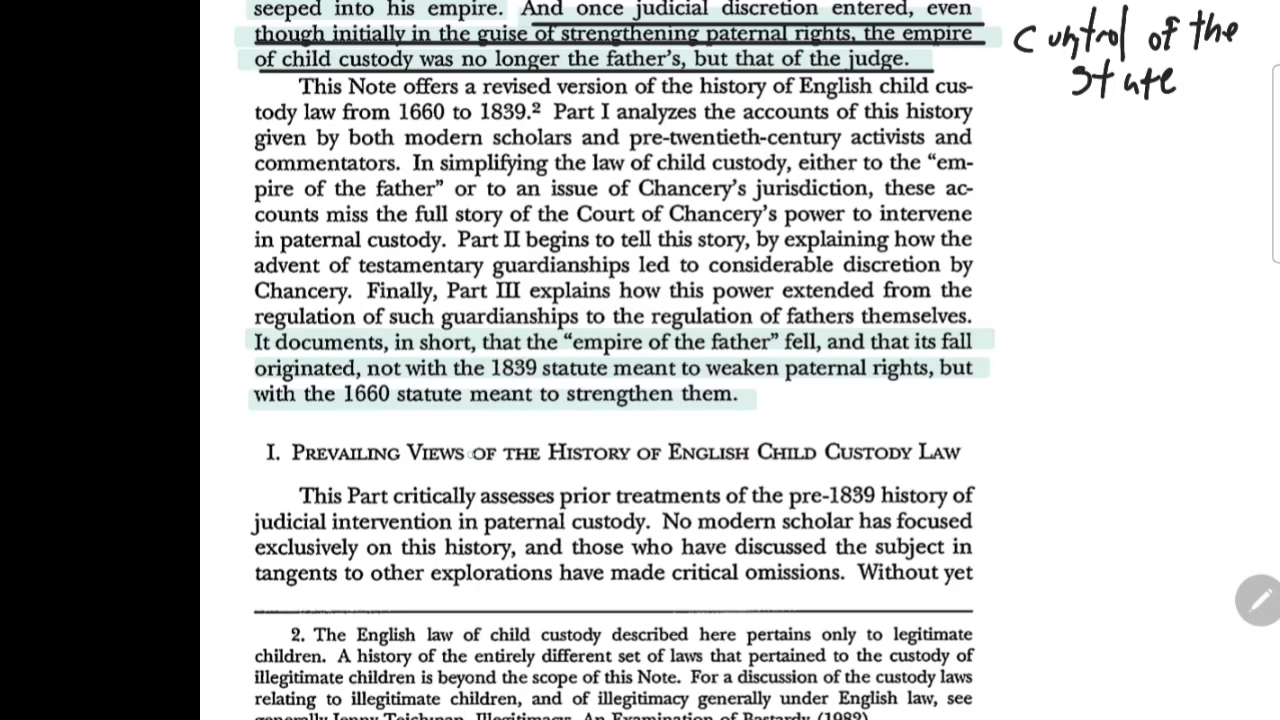 seeped into his empire. And once judicial discretion entered, even
though initially in the guise of strengthening paternal rights, the empire
of child custody was no longer the father's, but that of the judge.
control of the
state
This Note offers a revised version of the history of English child cus-
tody law from 1660 to 1839.2 Part I analyzes the accounts of this history
given by both modern scholars and pre-twentieth-century activists and
commentators. In simplifying the law of child custody, either to the “em-
pire of the father” or to an issue of Chancery's jurisdiction, these ac-
counts miss the full story of the Court of Chancery's power to intervene
in paternal custody. Part II begins to tell this story, by explaining how the
advent of testamentary guardianships led to considerable discretion by
Chancery. Finally, Part III explains how this power extended from the
regulation of such guardianships to the regulation of fathers themselves.
It documents, in short, that the “empire of the father” fell, and that its fall
originated, not with the 1839 statute meant to weaken paternal rights, but
with the 1660 statute meant to strengthen them.
I. PREVAILING VIEWS OF THE HISTORY OF ENGLISH CHILD CUSTODY LAW
This Part critically assesses prior treatments of the pre-1839 history of
judicial intervention in paternal custody. No modern scholar has focused
exclusively on this history, and those who have discussed the subject in
tangents to other explorations have made critical omissions. Without yet
2. The English law of child custody described here pertains only to legitimate
children. A history of the entirely different set of laws that pertained to the custody of
illegitimate children is beyond the scope of this Note. For a discussion of the custody laws
relating to illegitimate children, and of illegitimacy generally under English law, see
generally Jenny Teichman, Illegitimacy: An Examination of Bastardy (1982)